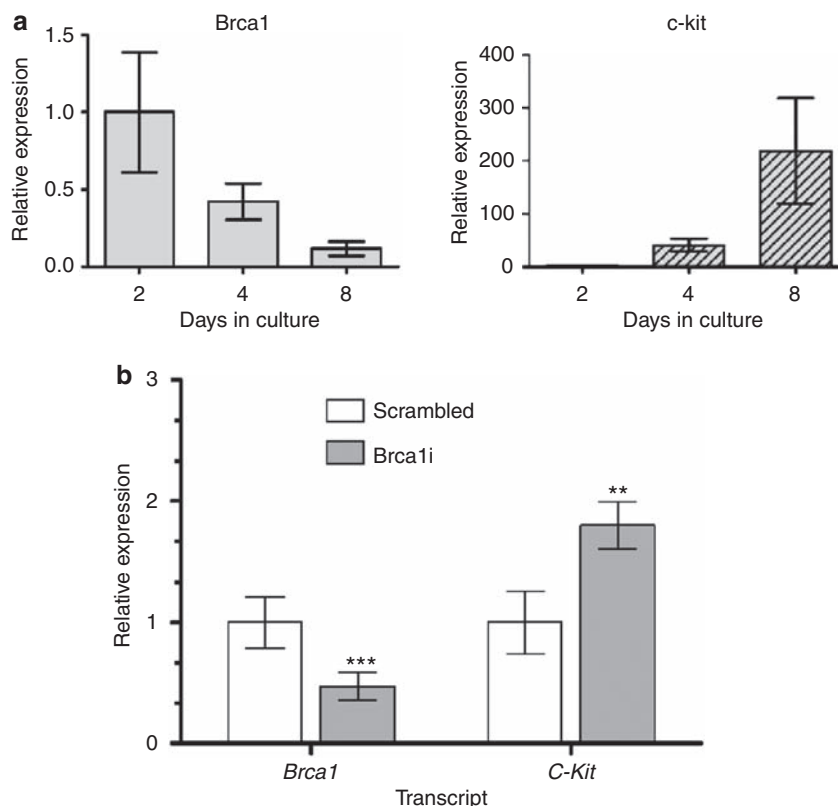 a
Brca1
Relative expression
1.5
1.0
0.5
0.0
2 4 8
Days in culture
c-kit
Relative expression
400
300
200
100
0
2 4 8
Days in culture
b
Relative expression
3
2
1
0
Scrambled
Brca1i
***
**
Brca1 C-Kit
Transcript